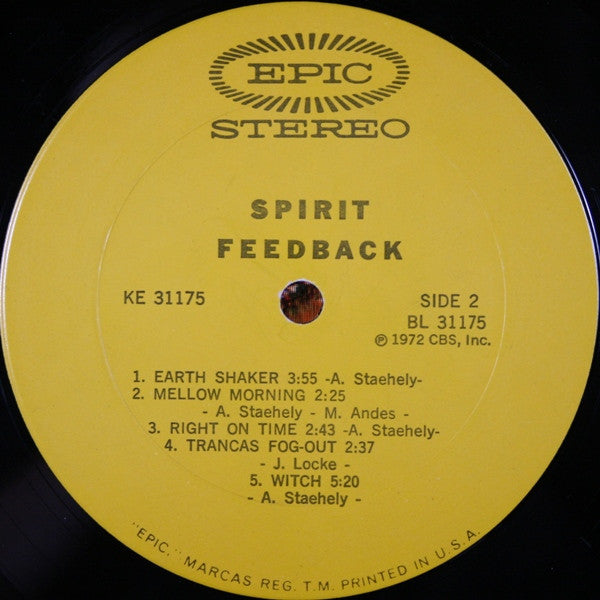 EPIC
STEREO
SPIRIT
FEEDBACK
KE 31175
SIDE 2
BL 31175
Ⓟ 1972 CBS, Inc.
1. EARTH SHAKER 3:55 -A. Staehely-
2. MELLOW MORNING 2:25
- A. Staehely - M. Andes -
3. RIGHT ON TIME 2:43 -A. Staehely-
4. TRANCAS FOG-OUT 2:37
- J. Locke -
5. WITCH 5:20
- A. Staehely -
"EPIC," MARCAS REG. T.M. PRINTED IN U.S.A.